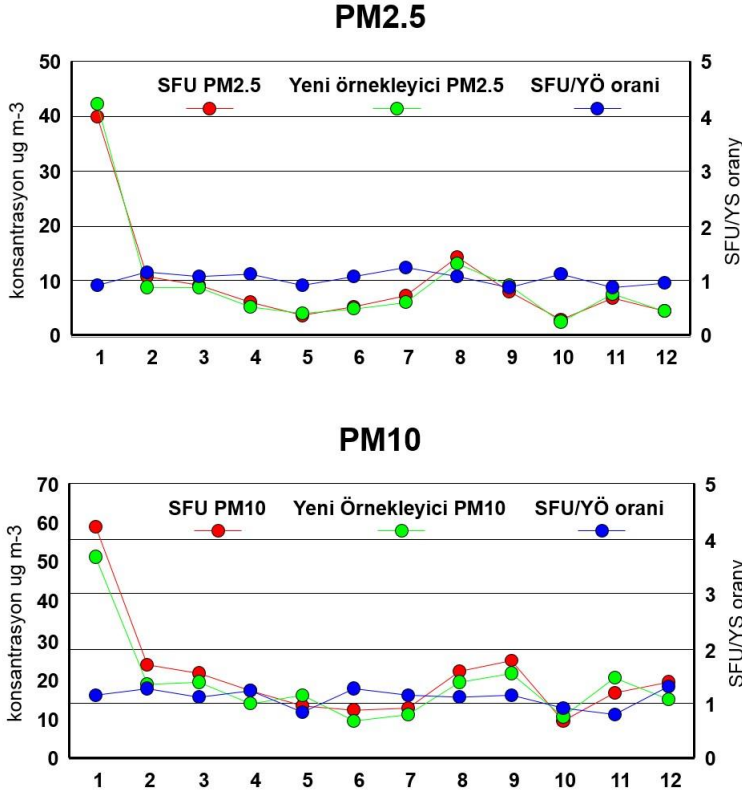 PM2.5
SFU PM2.5 Yeni örnekleyici PM2.5 SFU/YÖ orani
konsantrasyon ug m-3
50
40
30
20
10
0
5
4
3
2
1
0
SFU/YS orany
1 2 3 4 5 6 7 8 9 10 11 12
PM10
SFU PM10 Yeni Örnekleyici PM10 SFU/YÖ orani
konsantrasyon ug m-3
70
60
50
40
30
20
10
0
5
4
3
2
1
0
SFU/YS orany
1 2 3 4 5 6 7 8 9 10 11 12